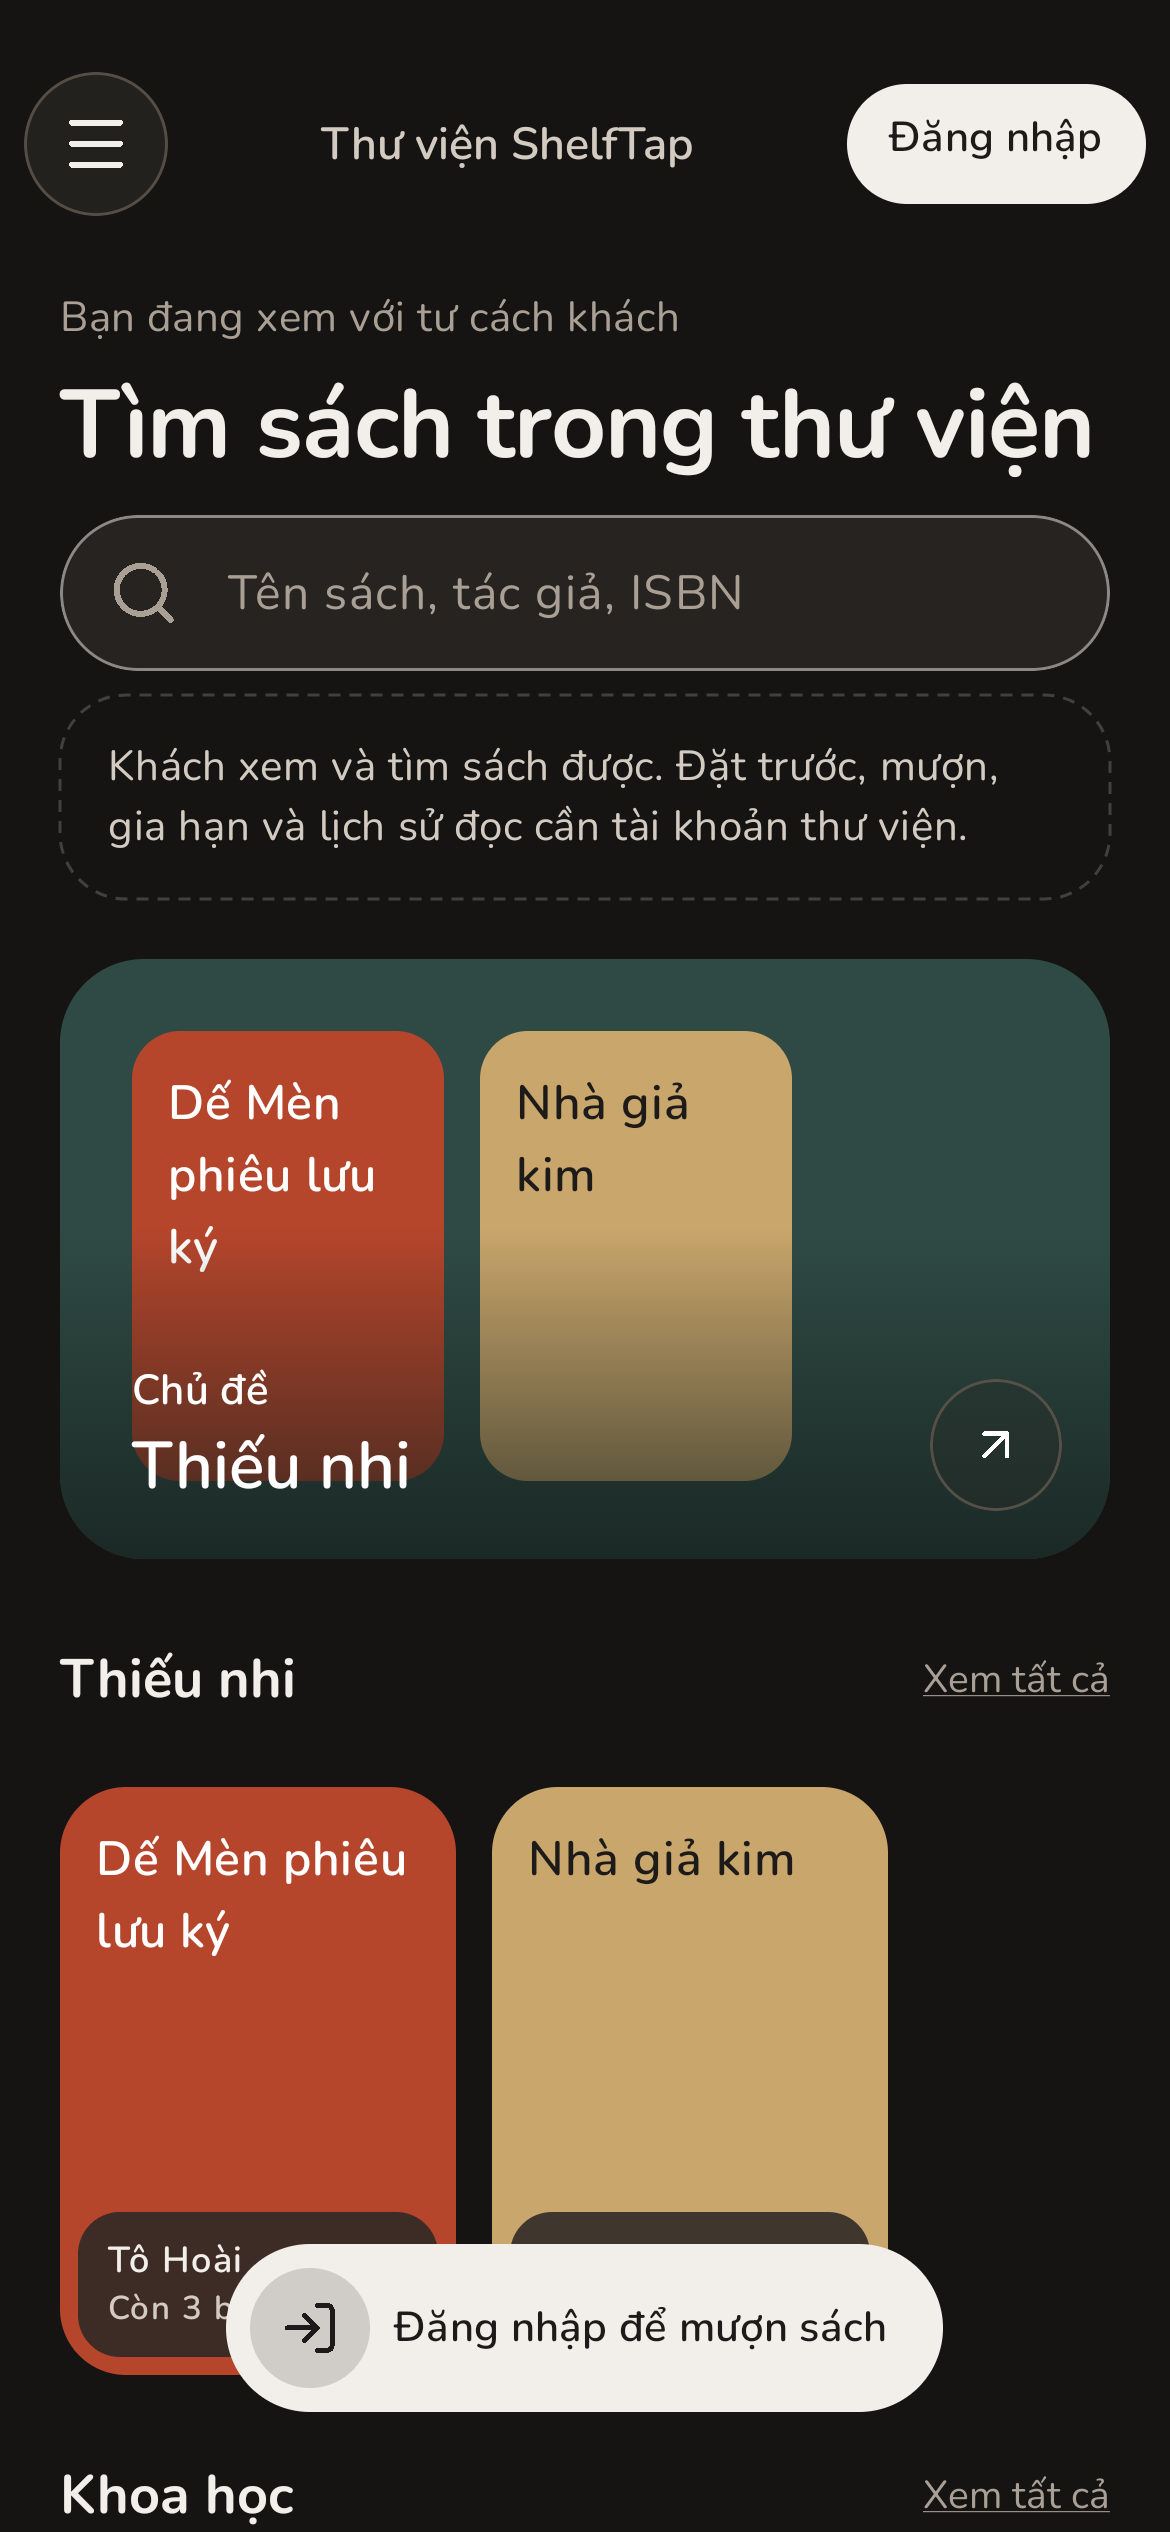 Thư viện ShelfTap
Đăng nhập
Bạn đang xem với tư cách khách
Tìm sách trong thư viện
Tên sách, tác giả, ISBN
Khách xem và tìm sách được. Đặt trước, mượn,
gia hạn và lịch sử đọc cần tài khoản thư viện.
Dế Mèn
phiêu lưu
ký
Nhà giả
kim
Chủ đề
Thiếu nhi
Thiếu nhi
Xem tất cả
Dế Mèn phiêu
lưu ký
Nhà giả kim
Tô Hoài
Còn 3
Đăng nhập để mượn sách
Khoa học
Xem tất cả